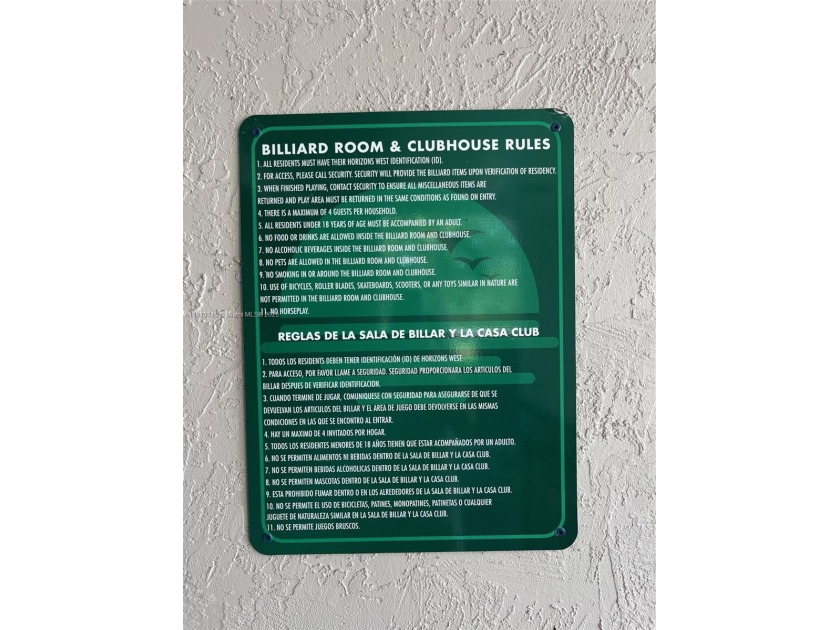 BILLIARD ROOM & CLUBHOUSE RULES
1. ALL RESIDENTS MUST HAVE THEIR HORIZONS WEST IDENTIFICATION (ID).
2. FOR ACCESS, PLEASE CALL SECURITY. SECURITY WILL PROVIDE THE BILLIARD ITEMS UPON VERIFICATION OF RESIDENCY.
3. WHEN FINISHED PLAYING, CONTACT SECURITY TO ENSURE ALL MISCELLANEOUS ITEMS ARE
RETURNED AND PLAY AREA MUST BE RETURNED IN THE SAME CONDITIONS AS FOUND ON ENTRY.
4. THERE IS A MAXIMUM OF 4 GUESTS PER HOUSEHOLD.
5. ALL RESIDENTS UNDER 18 YEARS OF AGE MUST BE ACCOMPANIED BY AN ADULT.
6. NO FOOD OR DRINKS ARE ALLOWED INSIDE THE BILLIARD ROOM AND CLUBHOUSE.
7. NO ALCOHOLIC BEVERAGES INSIDE THE BILLIARD ROOM AND CLUBHOUSE.
8. NO PETS ARE ALLOWED IN THE BILLIARD ROOM AND CLUBHOUSE.
9. NO SMOKING IN OR AROUND THE BILLIARD ROOM AND CLUBHOUSE.
10. USE OF BICYCLES, ROLLER BLADES, SKATEBOARDS, SCOOTERS, OR ANY TOYS SIMILAR IN NATURE ARE
NOT PERMITTED IN THE BILLIARD ROOM AND CLUBHOUSE.
11. NO HORSEPLAY.
REGLAS DE LA SALA DE BILLAR Y LA CASA CLUB
1. TODOS LOS RESIDENTS DEBEN TENER IDENTIFICACIÓN (ID) DE HORIZONS WEST.
2. PARA ACCESO, POR FAVOR LLAME A SEGURIDAD. SEGURIDAD PROPORCIONARA LOS ARTICULOS DEL
BILLAR DESPUES DE VERIFICAR IDENTIFICACION.
3. CUANDO TERMINE DE JUGAR, COMUNIQUESE CON SEGURIDAD PARA ASEGURARSE DE QUE SE
DEVUELVAN LOS ARTICULOS DEL BILLAR Y EL AREA DE JUEGO DEBE DEVOLVERSE EN LAS MISMAS
CONDICIONES EN LAS QUE SE ENCONTRO AL ENTRAR.
4. HAY UN MAXIMO DE 4 INVITADOS POR HOGAR.
5. TODOS LOS RESIDENTES MENORES DE 18 AÑOS TIENEN QUE ESTAR ACOMPAÑADOS POR UN ADULTO.
6. NO SE PERMITEN ALIMENTOS NI BEBIDAS DENTRO DE LA SALA DE BILLAR Y LA CASA CLUB.
7. NO SE PERMITEN BEBIDAS ALCOHOLICAS DENTRO DE LA SALA DE BILLAR Y LA CASA CLUB.
8. NO SE PERMITEN MASCOTAS DENTRO DE LA SALA DE BILLAR Y LA CASA CLUB.
9. ESTA PROHIBIDO FUMAR DENTRO O EN LOS ALREDEDORES DE LA SALA DE BILLAR Y LA CASA CLUB.
10. NO SE PERMITE EL USO DE BICICLETAS, PATINES, MONOPATINES, PATINETAS O CUALQUIER
JUGUETE DE NATURALEZA SIMILAR EN LA SALA DE BILLAR Y LA CASA CLUB.
11. NO SE PERMITE JUEGOS BRUSCOS.